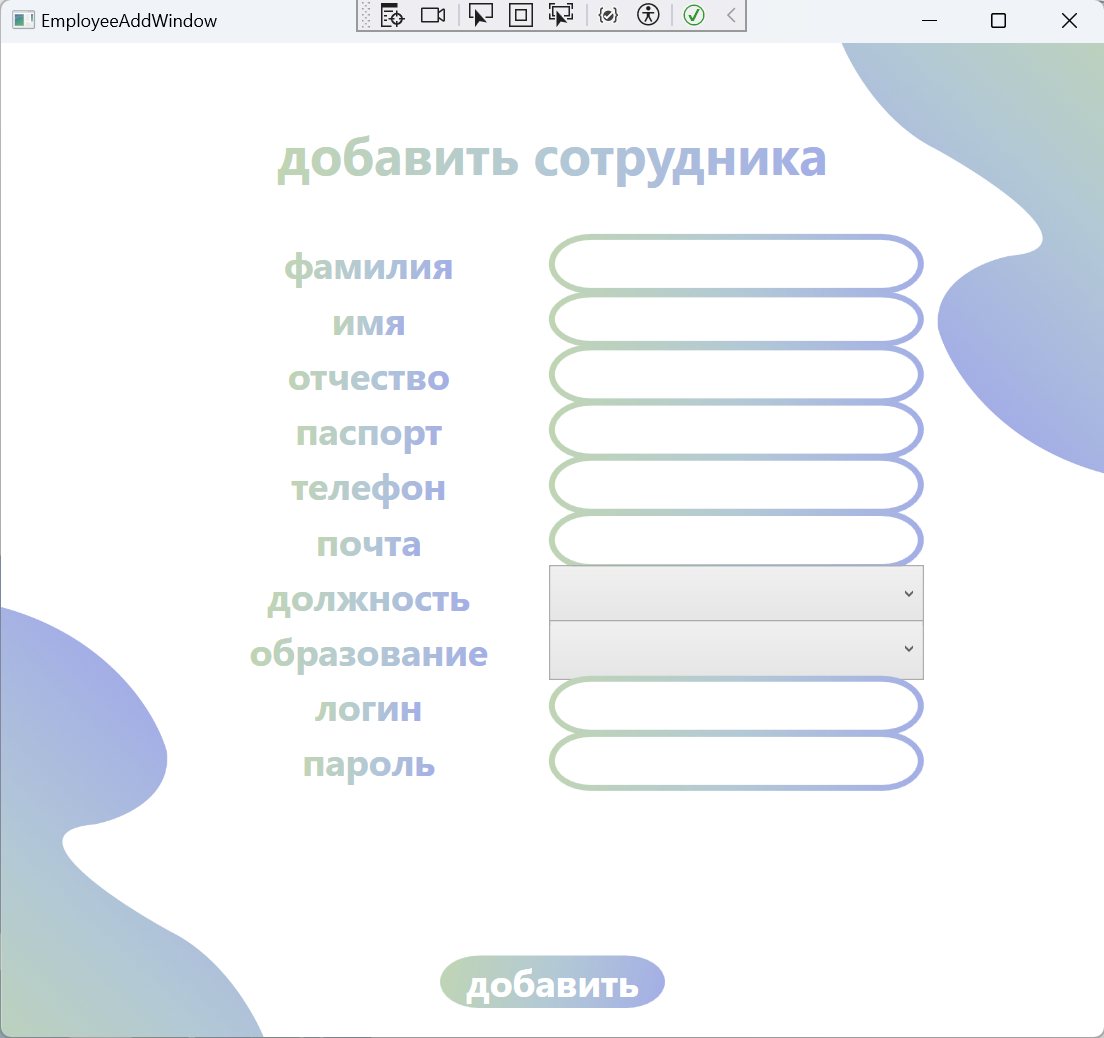 EmployeeAddWindow
добавить сотрудника
фамилия
имя
отчество
паспорт
телефон
почта
должность
образование
логин
пароль
добавить